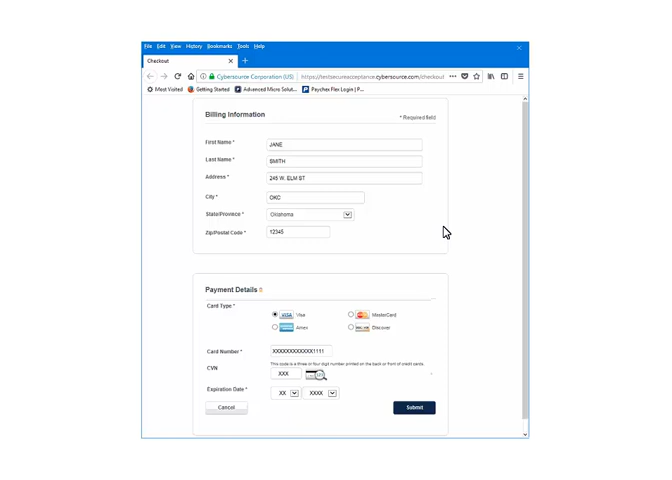 File Edit View History Bookmarks Tools Help
Checkout
Cybersource Corporation (US) https://testsecureacceptance.cybersource.com/checkout
Most Visited Getting Started Advanced Micro Solut... Paychex Flex Login | P...
Billing Information
* Required field
First Name * JANE
Last Name * SMITH
Address * 245 W. ELM ST
City * OKC
State/Province * Oklahoma
Zip/Postal Code * 12345
Payment Details
Card Type *
VISA Visa MasterCard
Amex Discover
Card Number * XXXXXXXXXXXX1111
This code is a three or four digit number printed on the back or front of credit cards.
CVN XXX
Expiration Date * XX XXXX
Cancel Submit